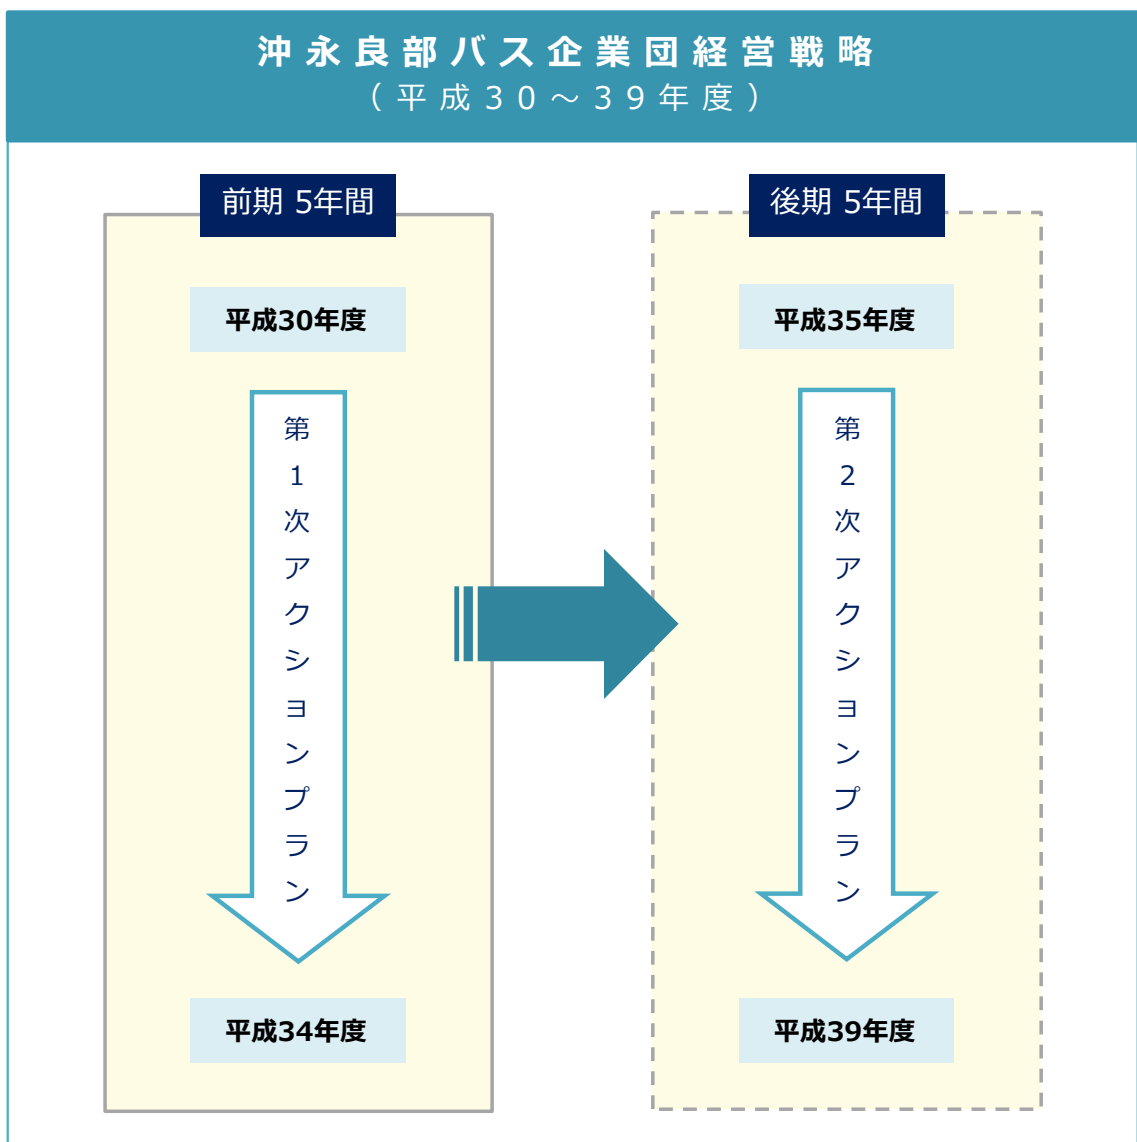 沖永良部バス企業団経営戦略
（平成３０～３９年度）
前期 5年間
平成30年度
第1次アクションプラン
平成34年度
後期 5年間
平成35年度
第2次アクションプラン
平成39年度